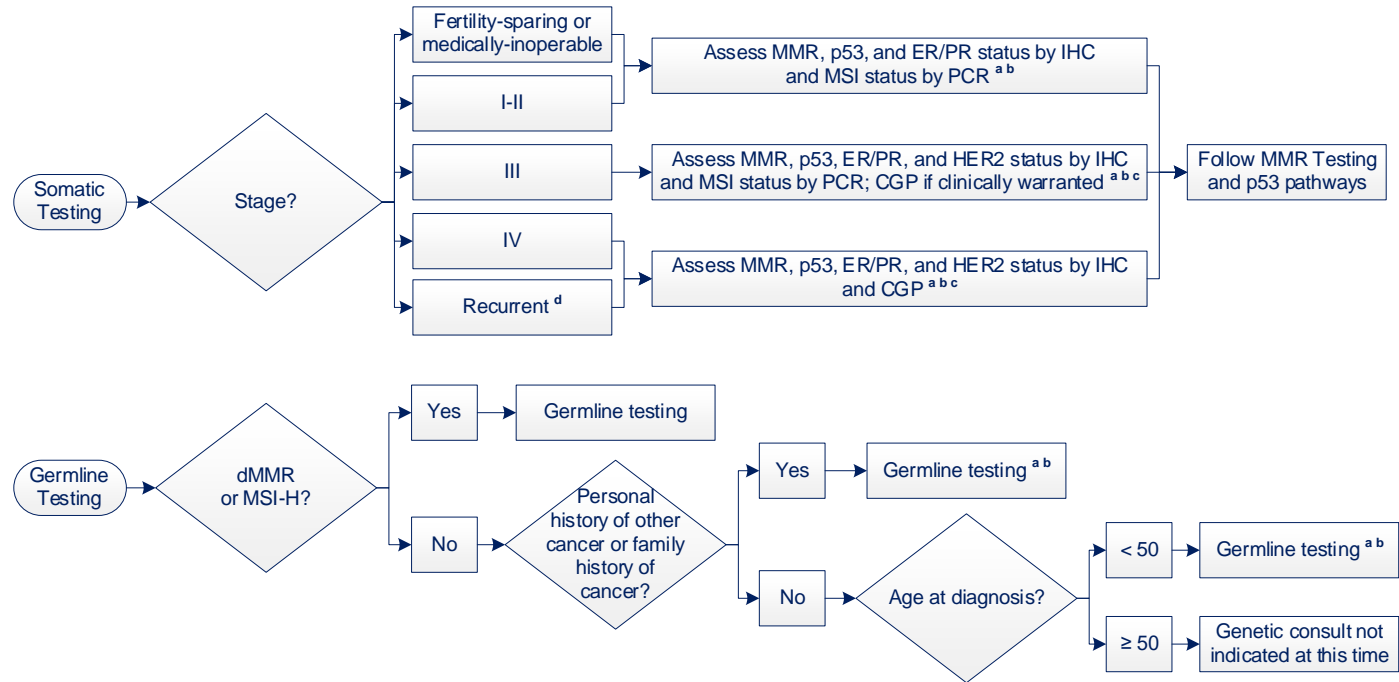 Somatic
Testing
Stage?
Fertility-sparing or
medically-inoperable
I-II
III
IV
Recurrent d
Assess MMR, p53, and ER/PR status by IHC
and MSI status by PCR a b
Assess MMR, p53, ER/PR, and HER2 status by IHC
and MSI status by PCR; CGP if clinically warranted a b c
Assess MMR, p53, ER/PR, and HER2 status by IHC
and CGP a b c
Follow MMR Testing
and p53 pathways
Germline
Testing
dMMR
or MSI-H?
Yes
Germline testing
No
Personal
history of other
cancer or family
history of
cancer?
Yes
Germline testing a b
No
Age at diagnosis?
< 50
Germline testing a b
≥ 50
Genetic consult not
indicated at this time